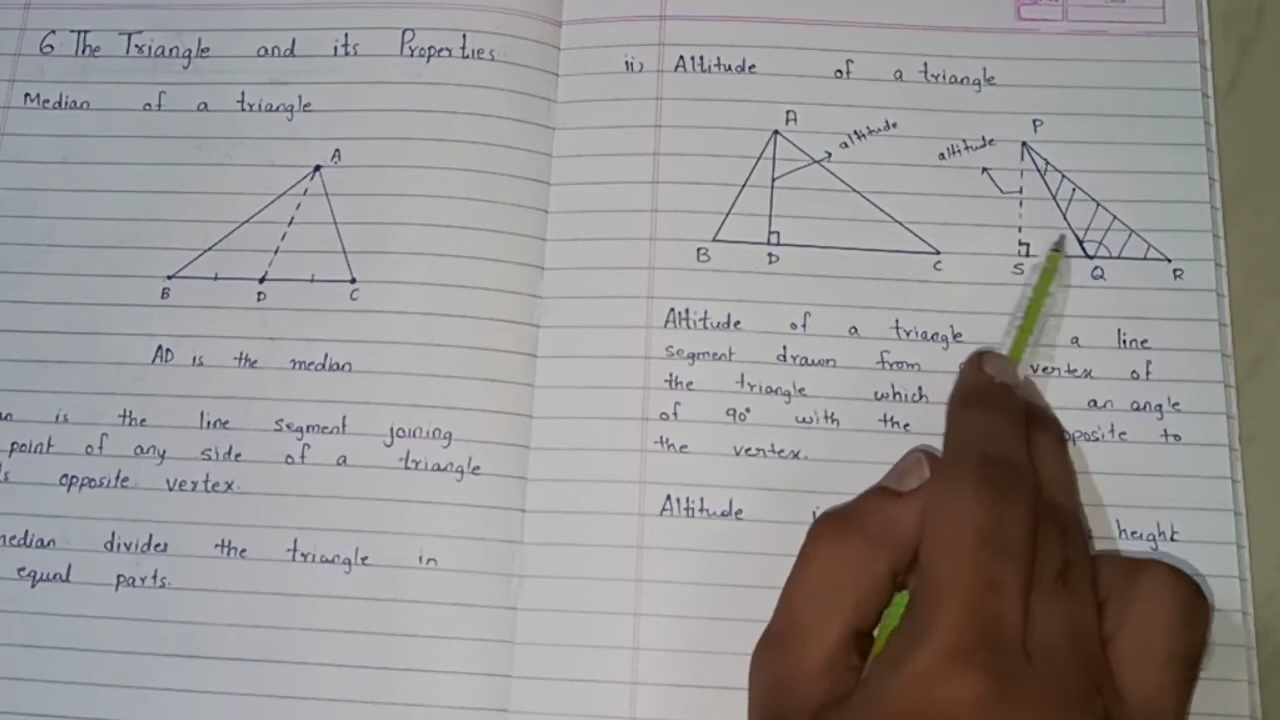 6 The Triangle and its Properties
Median of a triangle
A
B D C
AD is the median
is the line segment joining
point of any side of a triangle
opposite vertex.
median divides the triangle in
equal parts.
ii) Altitude of a triangle
A
altitude
B D C
P
altitude
S Q R
Altitude of a triangle a line
segment drawn from vertex of
the triangle which an angle
of 90° with the opposite to
the vertex.
Altitude height